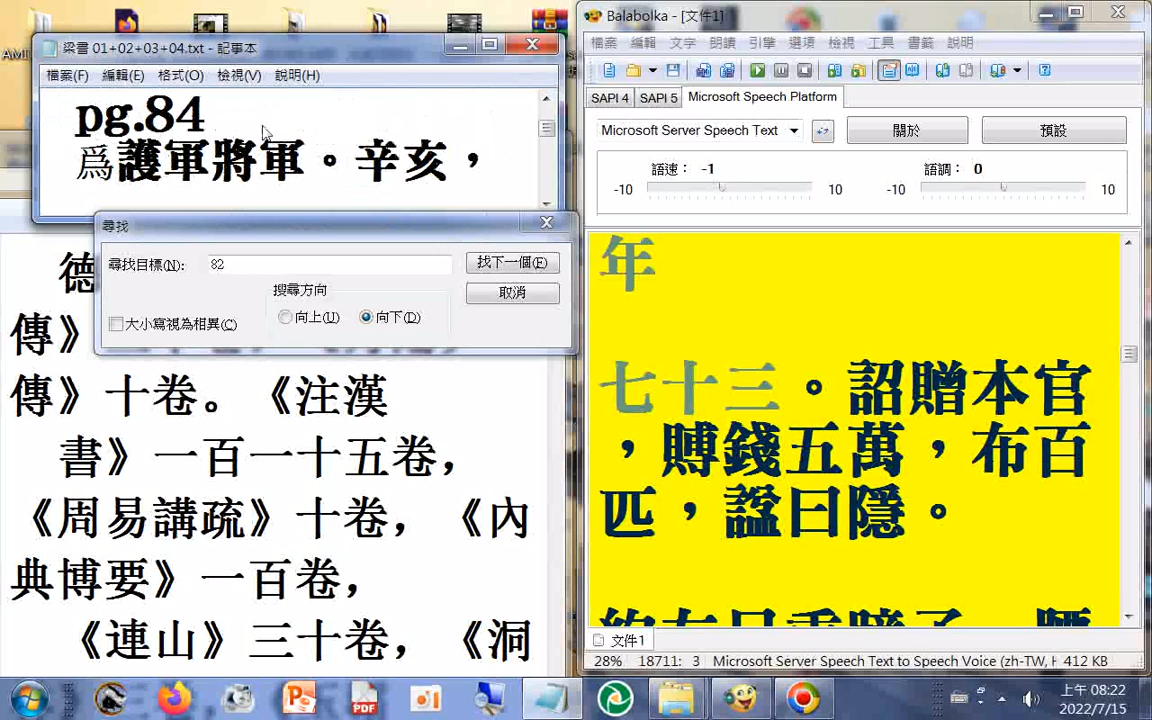 AMI
梁書 01+02+03+04.txt - 記事本
檔案(F) 編輯(E) 格式(O) 檢視(V) 說明(H)
pg.84
爲護軍將軍。辛亥，
尋找
尋找目標(N): 82
找下一個(F)
搜尋方向
取消
大小寫視為相異(C)
向上(U) 向下(D)
德
傳》
傳》十卷。《注漢
書》一百一十五卷，
《周易講疏》十卷，《內
典博要》一百卷，
《連山》三十卷，《洞
Balabolka - [文件1]
檔案 編輯 文字 朗讀 引擎 選項 檢視 工具 書籤 說明
SAPI 4 SAPI 5 Microsoft Speech Platform
Microsoft Server Speech Text
關於 預設
語速： -1 語調： 0
-10 10 -10 10
年
七十三。詔贈本官
，賻錢五萬，布百
匹，諡曰隱。
文件1
28% 18711: 3 Microsoft Server Speech Text to Speech Voice (zh-TW, H 412 KB
上午 08:22
2022/7/15